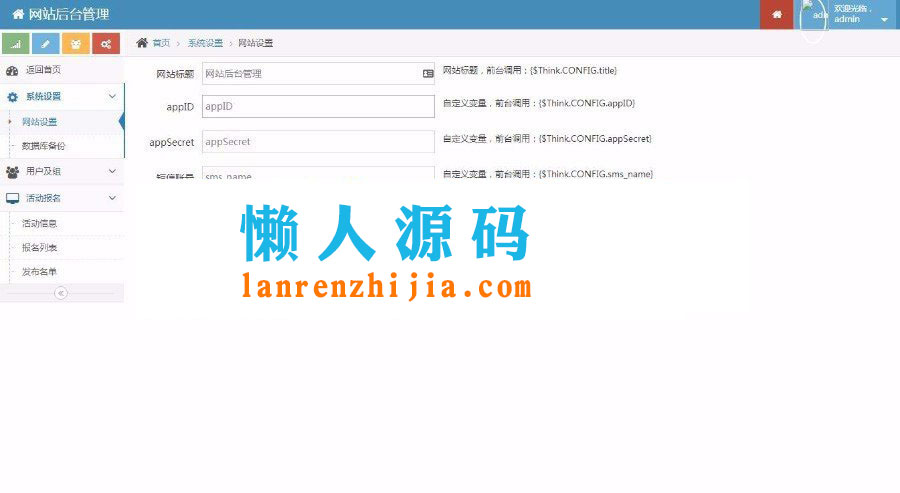 网站后台管理
ada
欢迎光临，
admin
首页 › 系统设置 › 网站设置
返回首页
系统设置
网站设置
数据库备份
用户及组
活动报名
活动信息
报名列表
发布名单
网站标题 网站后台管理 网站标题，前台调用：{$Think.CONFIG.title}
appID appID 自定义变量，前台调用：{$Think.CONFIG.appID}
appSecret appSecret 自定义变量，前台调用：{$Think.CONFIG.appSecret}
短信账号 sms_name 自定义变量，前台调用：{$Think.CONFIG.sms_name}
懒人源码
lanrenzhijia.com